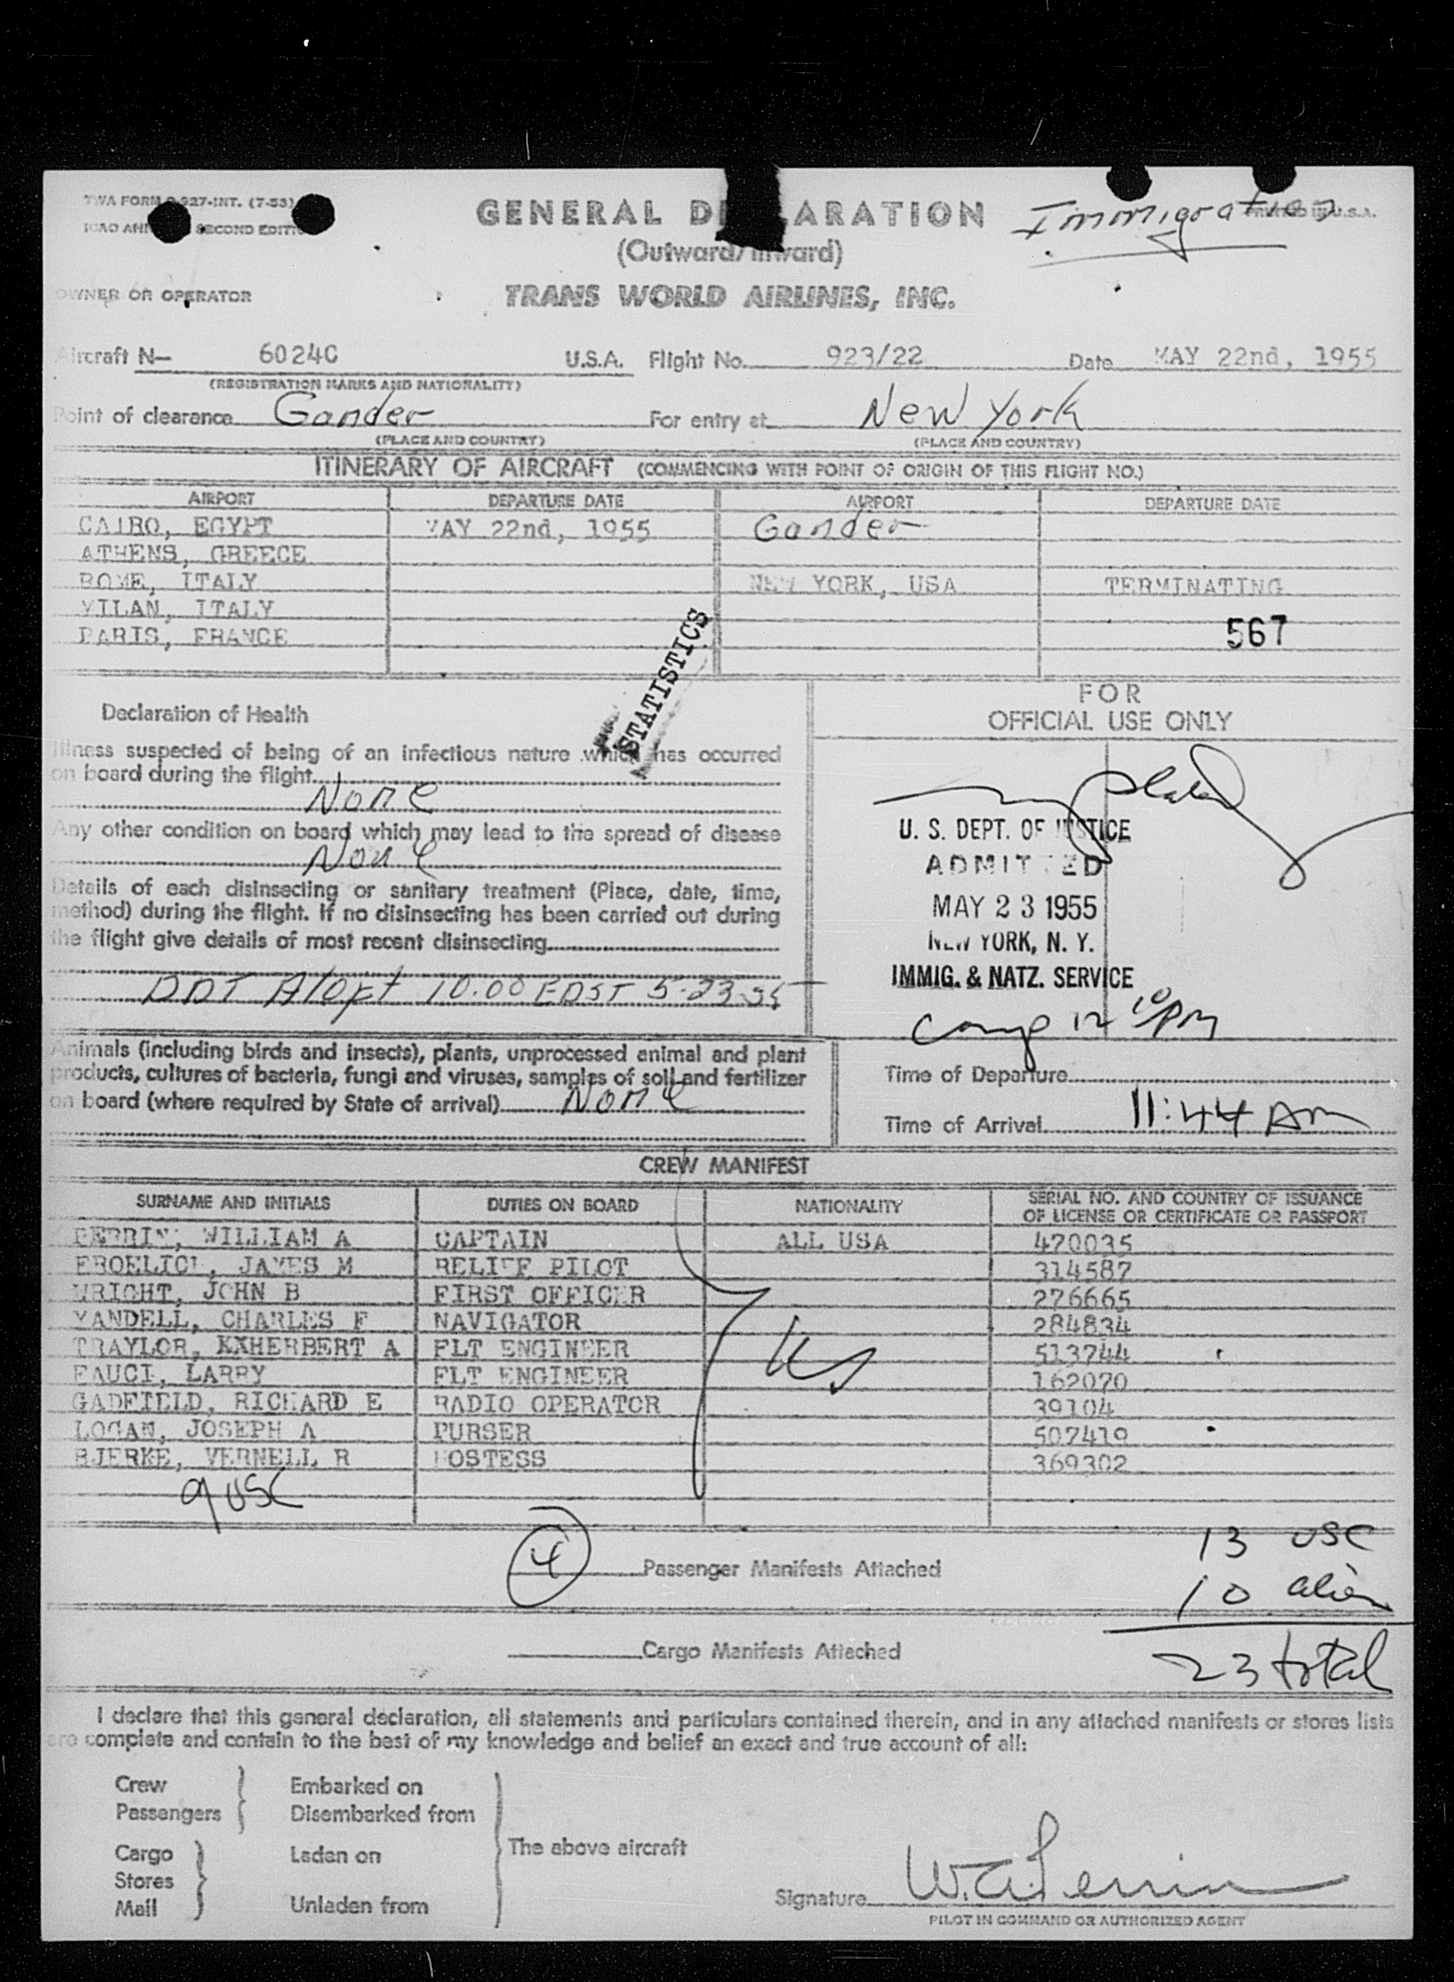 TWA FORM -927-INT. (7-53)
SECOND EDITI
GENERAL D ARATION
Immigration
(Outward/Inward)
OWNER OR OPERATOR
TRANS WORLD AIRLINES, INC.
Aircraft N— 6024C U.S.A. Flight No. 923/22 Date MAY 22nd, 1955
(REGISTRATION MARKS AND NATIONALITY)
Point of clearance Gander For entry at New York
(PLACE AND COUNTRY) (PLACE AND COUNTRY)
ITINERARY OF AIRCRAFT (COMMENCING WITH POINT OF ORIGIN OF THIS FLIGHT NO.)
AIRPORT DEPARTURE DATE AIRPORT DEPARTURE DATE
CAIRO, EGYPT MAY 22nd, 1955 Gander
ATHENS, GREECE
ROME, ITALY NEW YORK, USA TERMINATING
MILAN, ITALY
PARIS, FRANCE 567
STATISTICS
Declaration of Health
Illness suspected of being of an infectious nature which has occurred
on board during the flight
None
Any other condition on board which may lead to the spread of disease
None
Details of each disinsecting or sanitary treatment (Place, date, time,
method) during the flight. If no disinsecting has been carried out during
the flight give details of most recent disinsecting
DDT 10:00 EDST 5-23-55
Animals (including birds and insects), plants, unprocessed animal and plant
products, cultures of bacteria, fungi and viruses, samples of soil and fertilizer
on board (where required by State of arrival) None
FOR
OFFICIAL USE ONLY
U. S. DEPT. OF JUSTICE
ADMITTED
MAY 23 1955
NEW YORK, N. Y.
IMMIG. & NATZ. SERVICE
Comp 12 10 PM
Time of Departure
Time of Arrival 11:44 AM
CREW MANIFEST
SURNAME AND INITIALS DUTIES ON BOARD NATIONALITY SERIAL NO. AND COUNTRY OF ISSUANCE
OF LICENSE OR CERTIFICATE OR PASSPORT
PERRIN, WILLIAM A CAPTAIN ALL USA 470035
FROELICH, JAMES M RELIEF PILOT 314587
WRIGHT, JOHN B FIRST OFFICER 276665
YANDELL, CHARLES F NAVIGATOR 284834
TRAYLOR, KXHERBERT A FLT ENGINEER 513744
FAUCI, LARRY FLT ENGINEER 162070
GADFIELD, RICHARD E RADIO OPERATOR 39104
LOGAN, JOSEPH A PURSER 507419
BJERKE, VERNELL R HOSTESS 369302
US
9 USC
4 Passenger Manifests Attached
13 USC
10 alien
23 total
Cargo Manifests Attached
I declare that this general declaration, all statements and particulars contained therein, and in any attached manifests or stores lists
are complete and contain to the best of my knowledge and belief an exact and true account of all:
Crew Embarked on
Passengers Disembarked from
The above aircraft
Cargo Laden on
Stores
Mail Unladen from
Signature W.A. Perrin
PILOT IN COMMAND OR AUTHORIZED AGENT